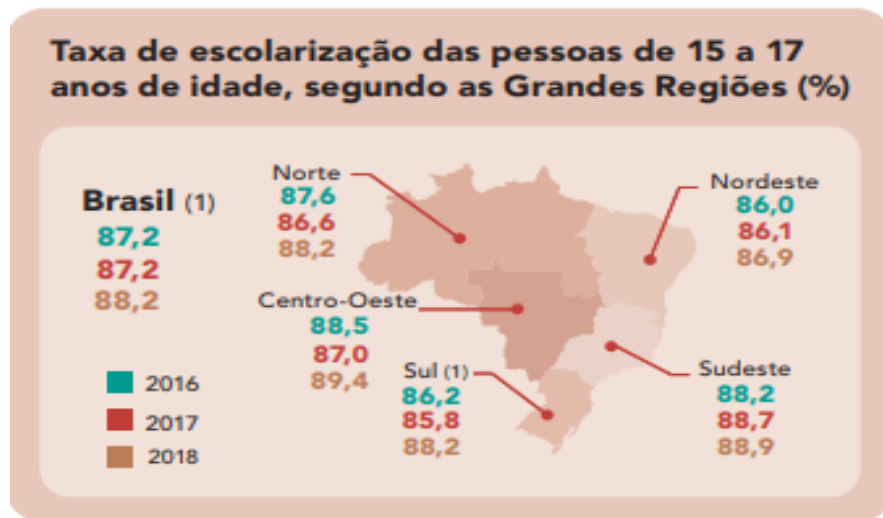 Taxa de escolarização das pessoas de 15 a 17
anos de idade, segundo as Grandes Regiões (%)
Brasil (1)
87,2
87,2
88,2
Norte
87,6
86,6
88,2
Nordeste
86,0
86,1
86,9
Centro-Oeste
88,5
87,0
89,4
Sul (1)
86,2
85,8
88,2
Sudeste
88,2
88,7
88,9
2016
2017
2018